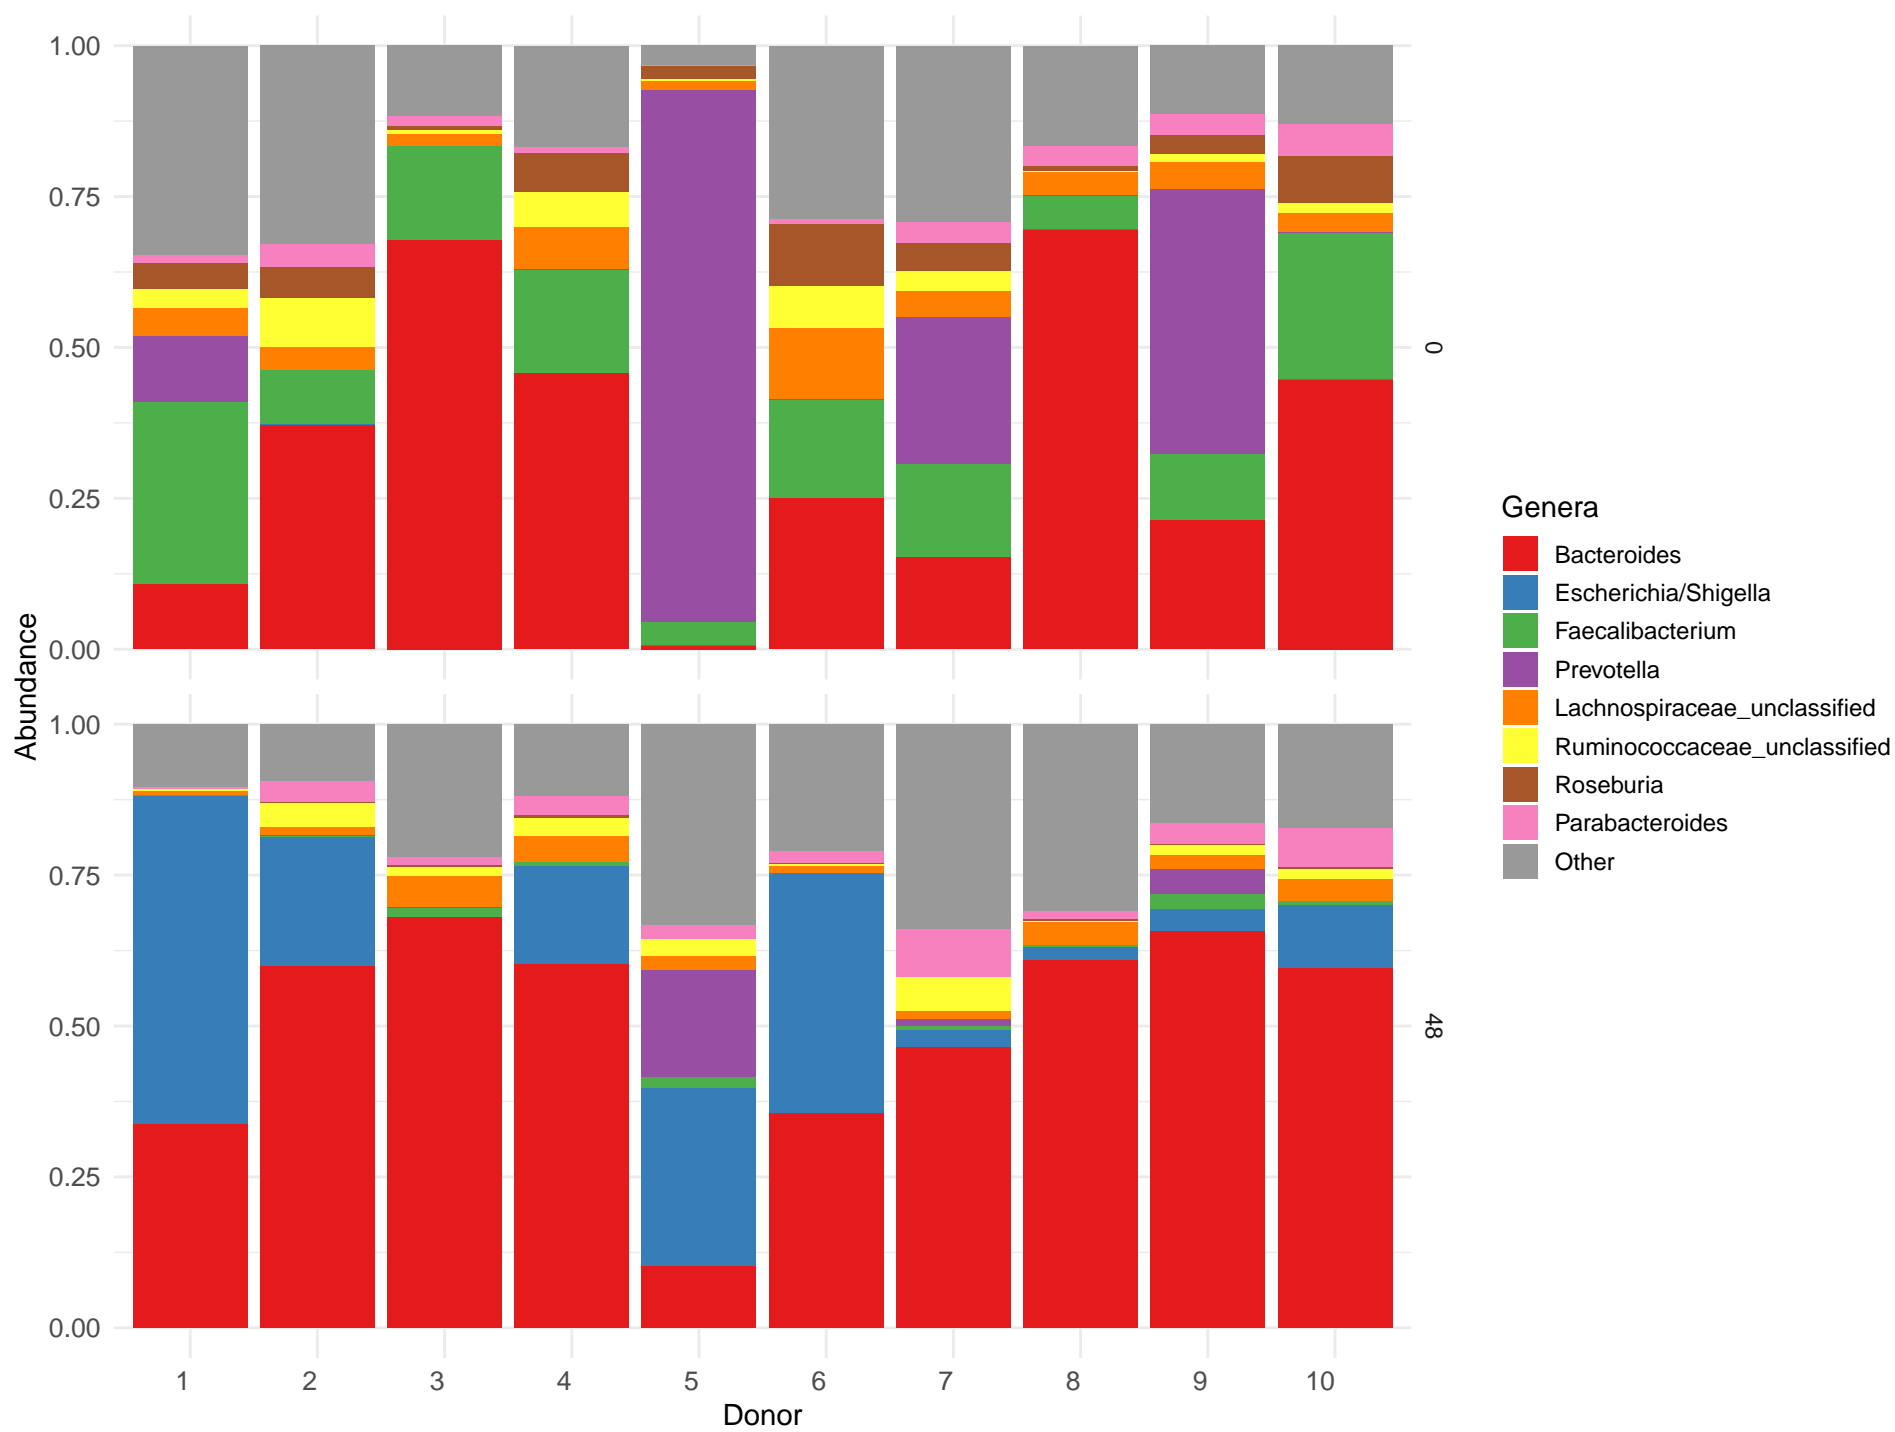 Abundance
1.00
0.75
0.50
0.25
0.00
0
1.00
0.75
0.50
0.25
0.00
48
1 2 3 4 5 6 7 8 9 10
Donor
Genera
Bacteroides
Escherichia/Shigella
Faecalibacterium
Prevotella
Lachnospiraceae_unclassified
Ruminococcaceae_unclassified
Roseburia
Parabacteroides
Other